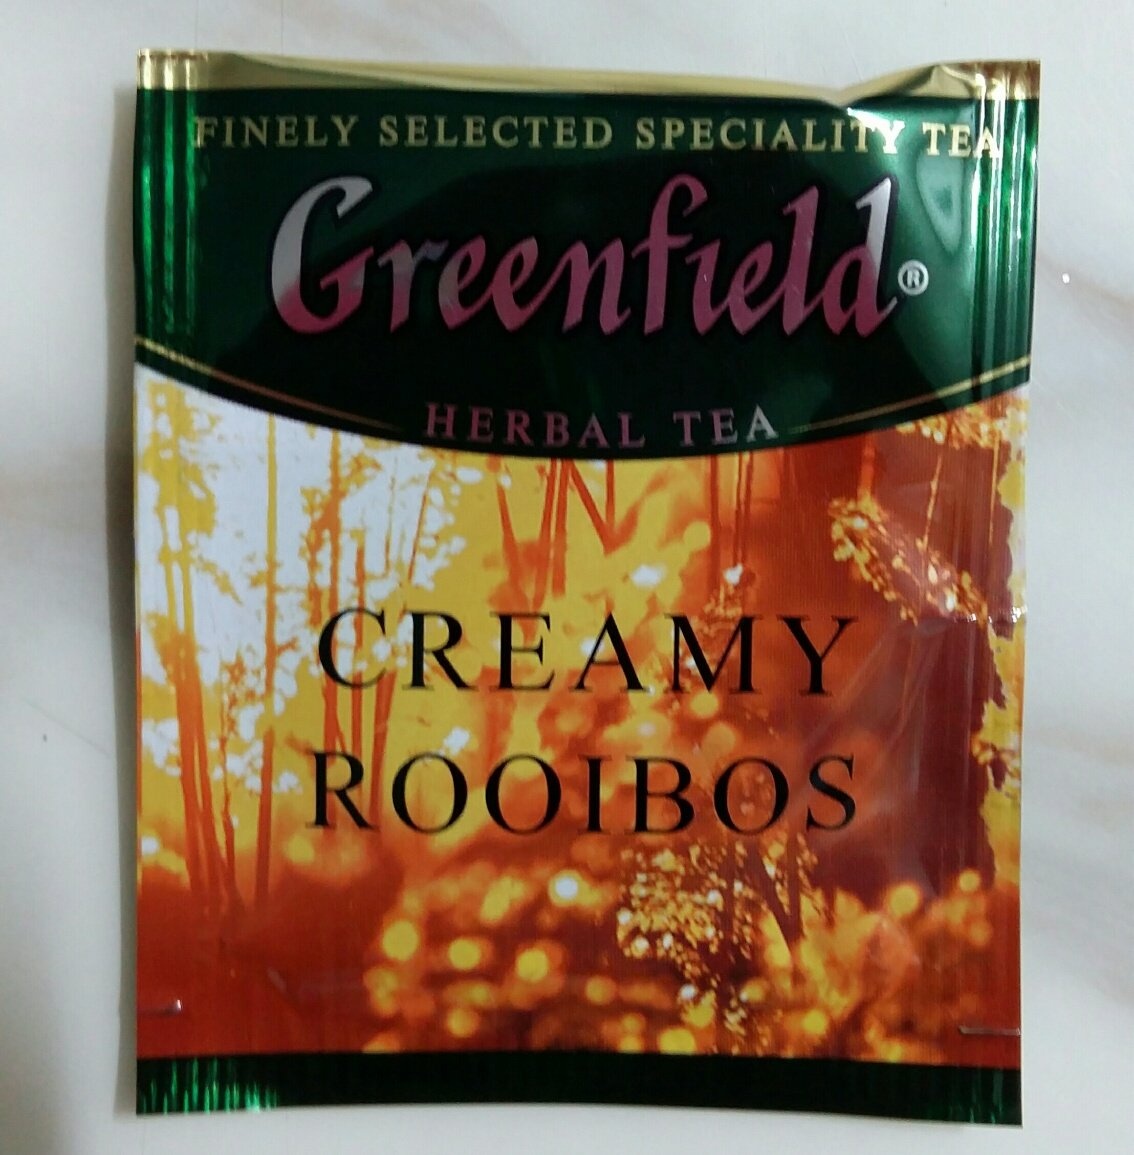 FINELY SELECTED SPECIALITY TEA
Greenfield®
HERBAL TEA
CREAMY
ROOIBOS